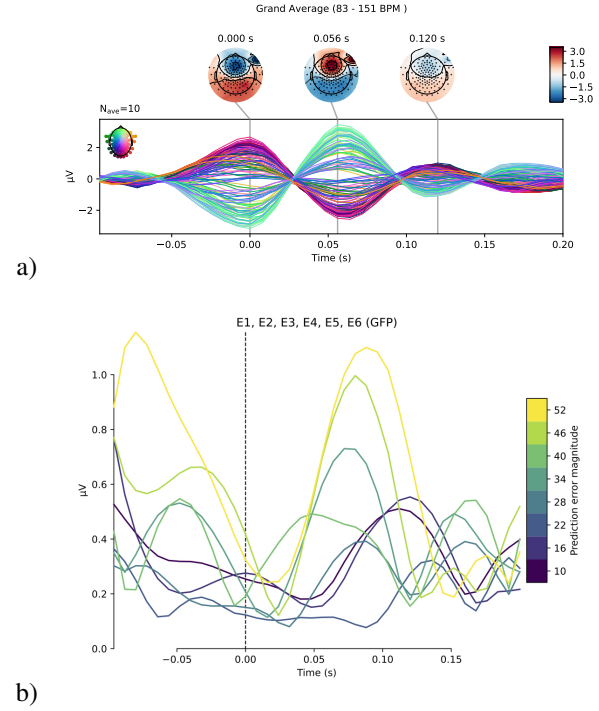 Grand Average (83 - 151 BPM )
0.000 s
0.056 s
0.120 s
3.0
1.5
0.0
−1.5
−3.0
Nave=10
µV
2
0
−2
−0.05
0.00
0.05
0.10
0.15
0.20
Time (s)
a)
E1, E2, E3, E4, E5, E6 (GFP)
µV
1.0
0.8
0.6
0.4
0.2
0.0
−0.05
0.00
0.05
0.10
0.15
Time (s)
52
46
40
34
28
22
16
10
Prediction error magnitude
b)